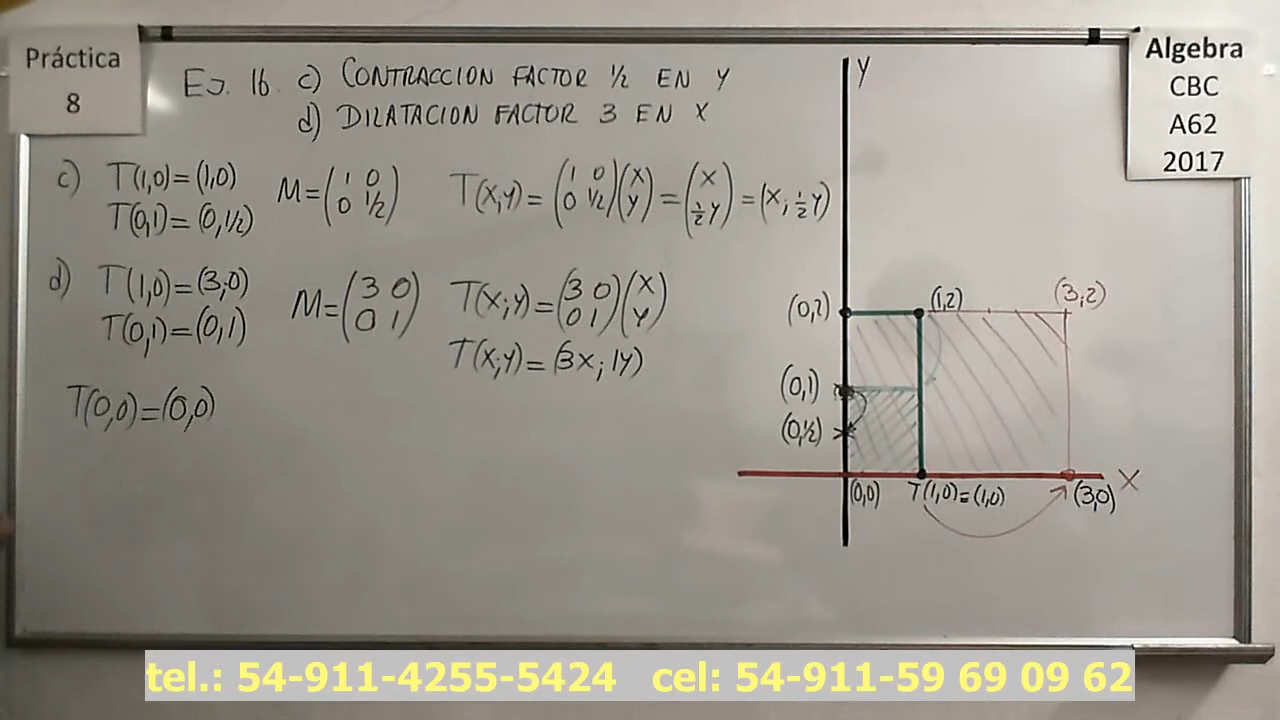 Práctica
8
Algebra
CBC
A62
2017
EJ. 16 c) CONTRACCION FACTOR 1/2 EN Y
d) DILATACION FACTOR 3 EN X
c) T(1,0)=(1,0)
T(0,1)=(0,1/2)
M=(1 0
0 1/2)
T(X;Y)=(1 0
0 1/2)(X
Y)=(X
1/2 Y)=(X; 1/2 Y)
d) T(1,0)=(3,0)
T(0,1)=(0,1)
M=(3 0
0 1)
T(X;Y)=(3 0
0 1)(X
Y)
T(X;Y)=(3X; 1Y)
T(0,0)=(0,0)
Y
(0,2)
(1,2)
(3,2)
(0,1)
(0,1/2)
(0,0)
T(1,0)=(1,0)
(3,0)
X
tel.: 54-911-4255-5424 cel: 54-911-59 69 09 62